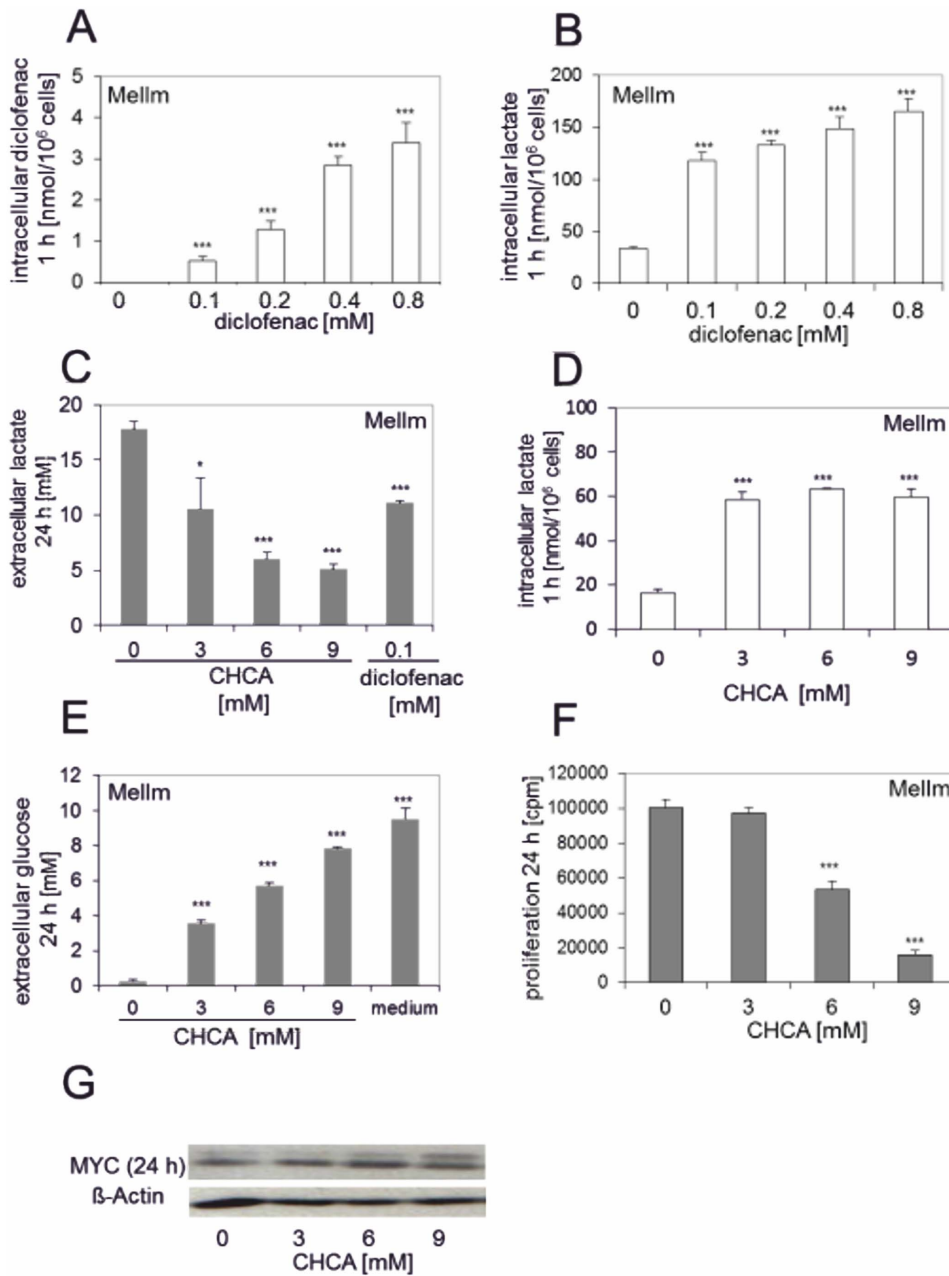 A
intracellular diclofenac
1 h [nmol/10⁶ cells]
5
4
3
2
1
0
MelIm
***
***
***
***
0 0.1 0.2 0.4 0.8
diclofenac [mM]
B
intracellular lactate
1 h [nmol/10⁶ cells]
200
150
100
50
0
MelIm
***
***
***
***
0 0.1 0.2 0.4 0.8
diclofenac [mM]
C
extracellular lactate
24 h [mM]
20
15
10
5
0
MelIm
*
***
***
***
0 3 6 9 0.1
CHCA diclofenac
[mM] [mM]
D
intracellular lactate
1 h [nmol/10⁶ cells]
100
80
60
40
20
0
MelIm
***
***
***
0 3 6 9
CHCA [mM]
E
extracellular glucose
24 h [mM]
12
10
8
6
4
2
0
MelIm
***
***
***
***
0 3 6 9 medium
CHCA [mM]
F
proliferation 24 h [cpm]
120000
100000
80000
60000
40000
20000
0
MelIm
***
***
0 3 6 9
CHCA [mM]
G
MYC (24 h)
ß-Actin
0 3 6 9
CHCA [mM]